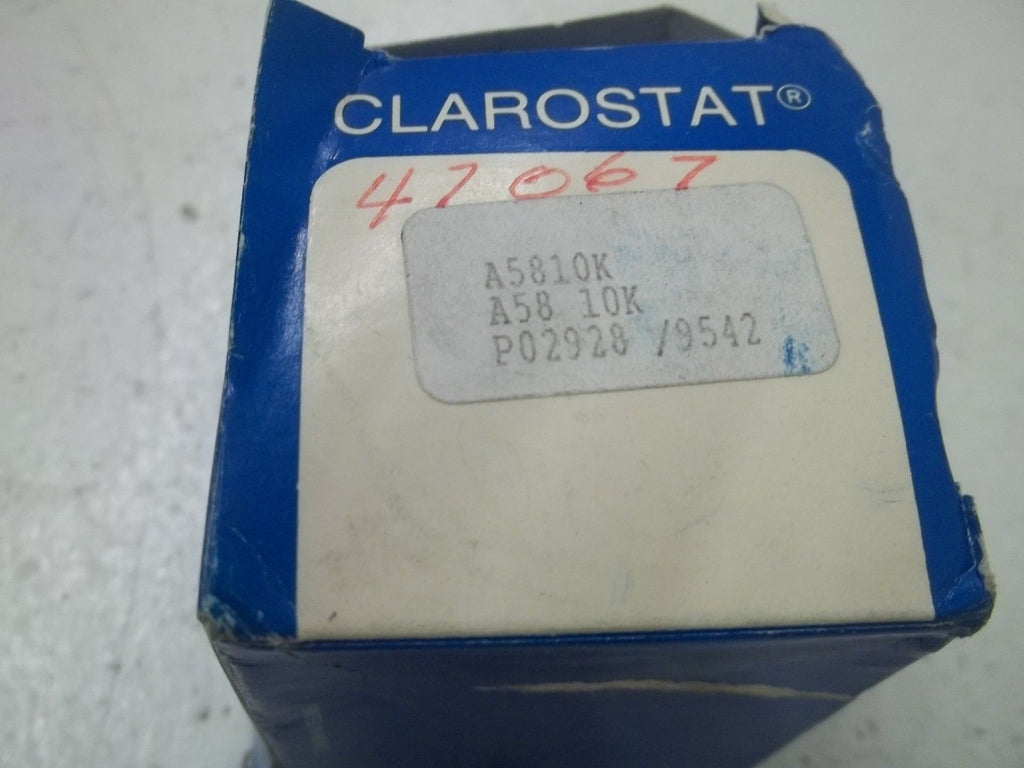 CLAROSTAT®
47067
A5810K
A58 10K
P02928 /9542